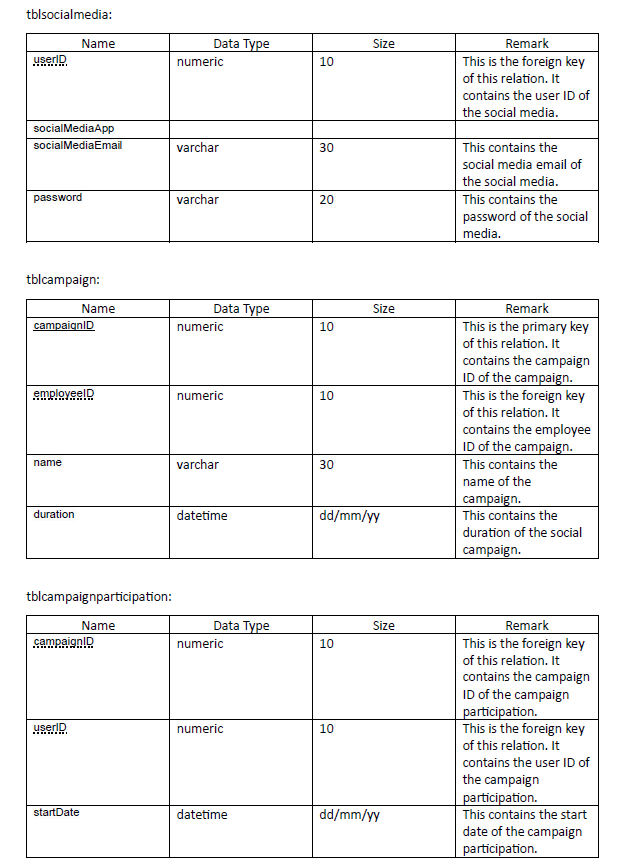 tblsocialmedia:
Name Data Type Size Remark
userID numeric 10 This is the foreign key
of this relation. It
contains the user ID of
the social media.
socialMediaApp
socialMediaEmail varchar 30 This contains the
social media email of
the social media.
password varchar 20 This contains the
password of the social
media.
tblcampaign:
Name Data Type Size Remark
campaignID numeric 10 This is the primary key
of this relation. It
contains the campaign
ID of the campaign.
employeeID numeric 10 This is the foreign key
of this relation. It
contains the employee
ID of the campaign.
name varchar 30 This contains the
name of the
campaign.
duration datetime dd/mm/yy This contains the
duration of the social
campaign.
tblcampaignparticipation:
Name Data Type Size Remark
campaignID numeric 10 This is the foreign key
of this relation. It
contains the campaign
ID of the campaign
participation.
userID numeric 10 This is the foreign key
of this relation. It
contains the user ID of
the campaign
participation.
startDate datetime dd/mm/yy This contains the start
date of the campaign
participation.